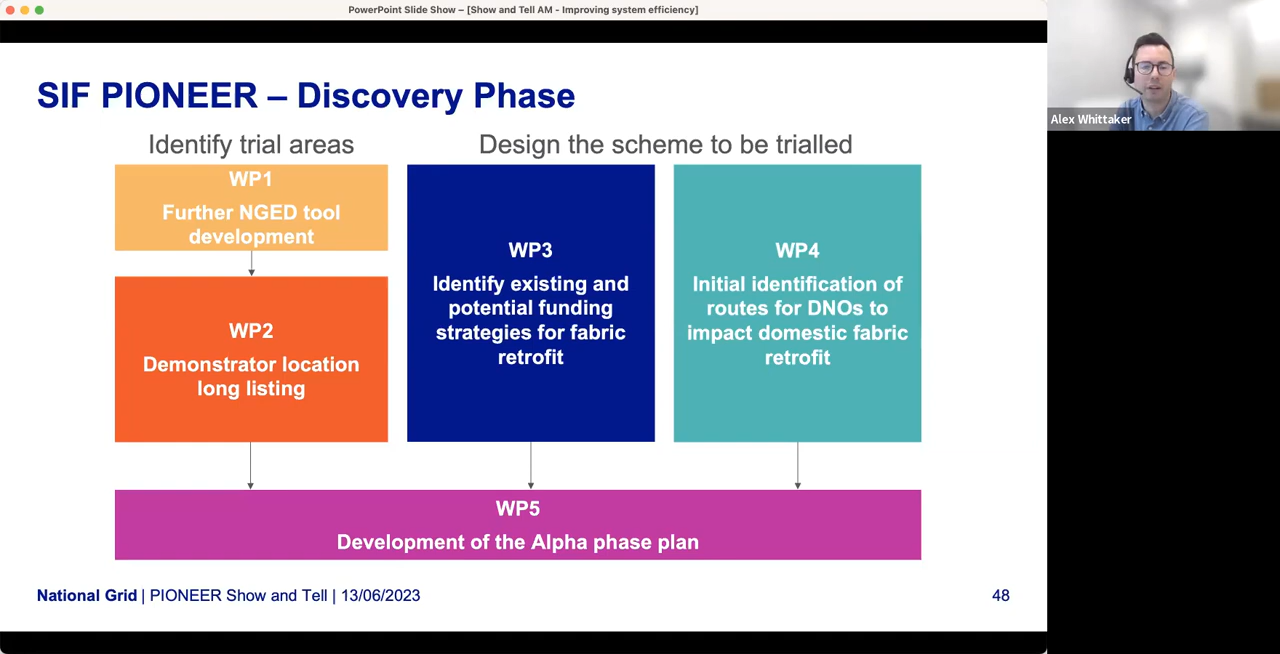 PowerPoint Slide Show – [Show and Tell AM - Improving system efficiency]
SIF PIONEER – Discovery Phase
Identify trial areas
Design the scheme to be trialled
WP1
Further NGED tool
development
WP2
Demonstrator location
long listing
WP3
Identify existing and
potential funding
strategies for fabric
retrofit
WP4
Initial identification of
routes for DNOs to
impact domestic fabric
retrofit
WP5
Development of the Alpha phase plan
National Grid | PIONEER Show and Tell | 13/06/2023
48
Alex Whittaker